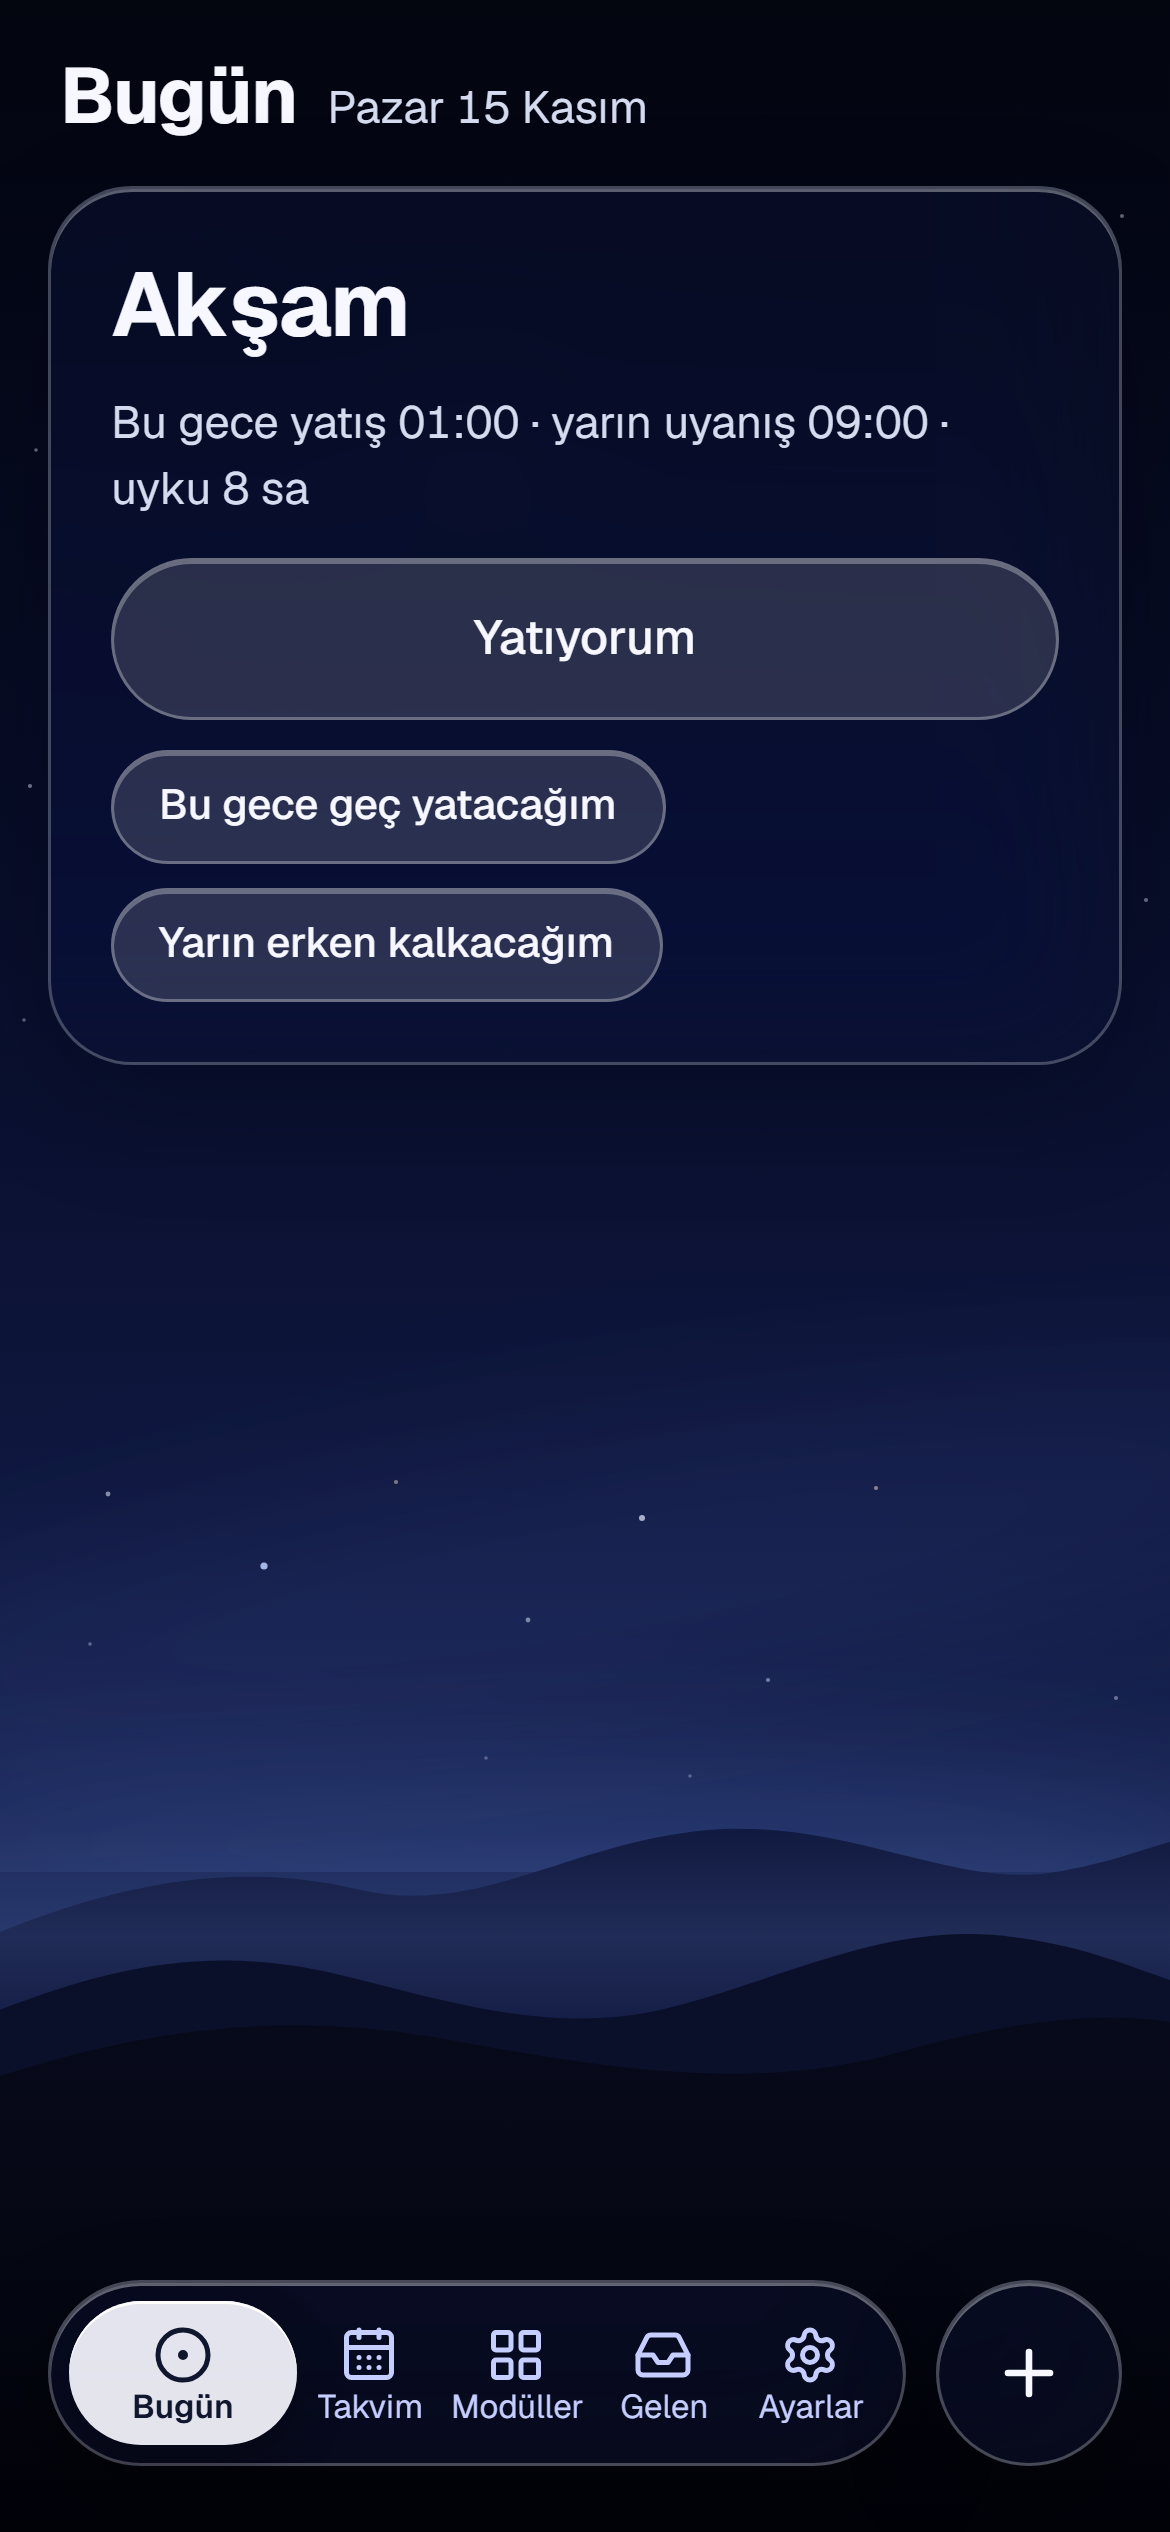 Bugün Pazar 15 Kasım
Akşam
Bu gece yatış 01:00 · yarın uyanış 09:00 ·
uyku 8 sa
Yatıyorum
Bu gece geç yatacağım
Yarın erken kalkacağım
Bugün Takvim Modüller Gelen Ayarlar